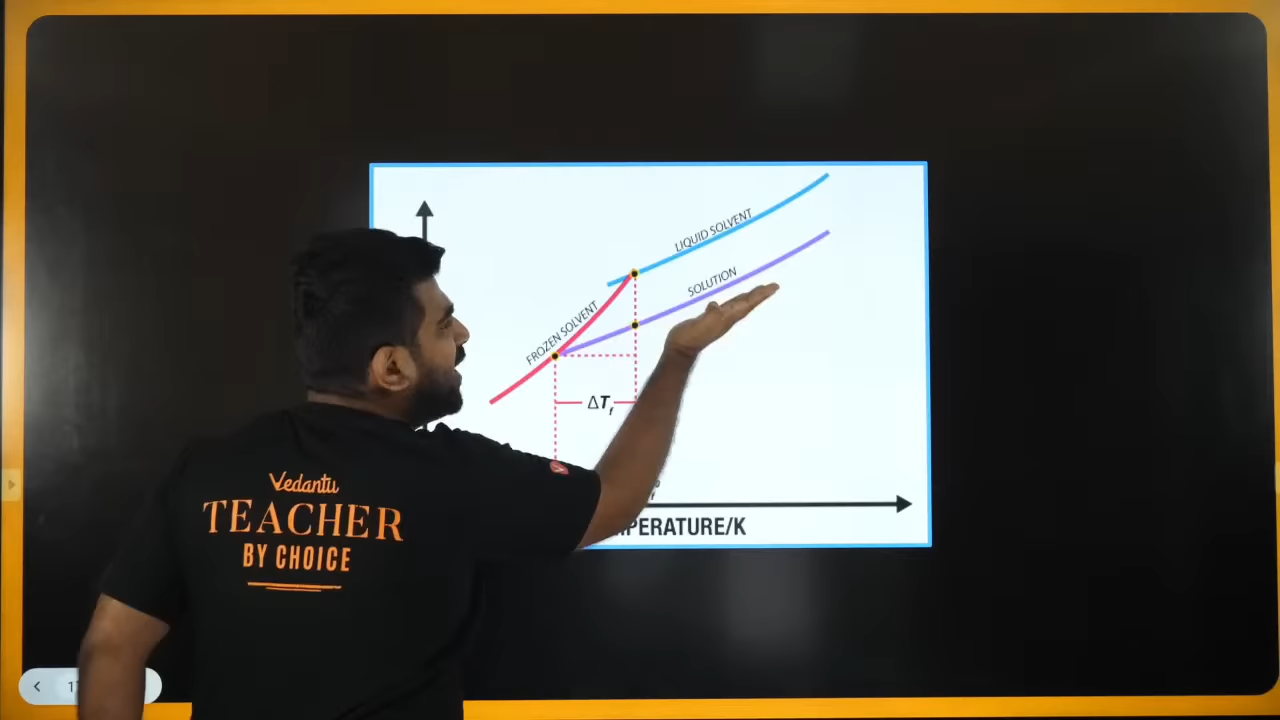 LIQUID SOLVENT
SOLUTION
FROZEN SOLVENT
ΔTf
PERATURE/K
Vedantu
TEACHER
BY CHOICE